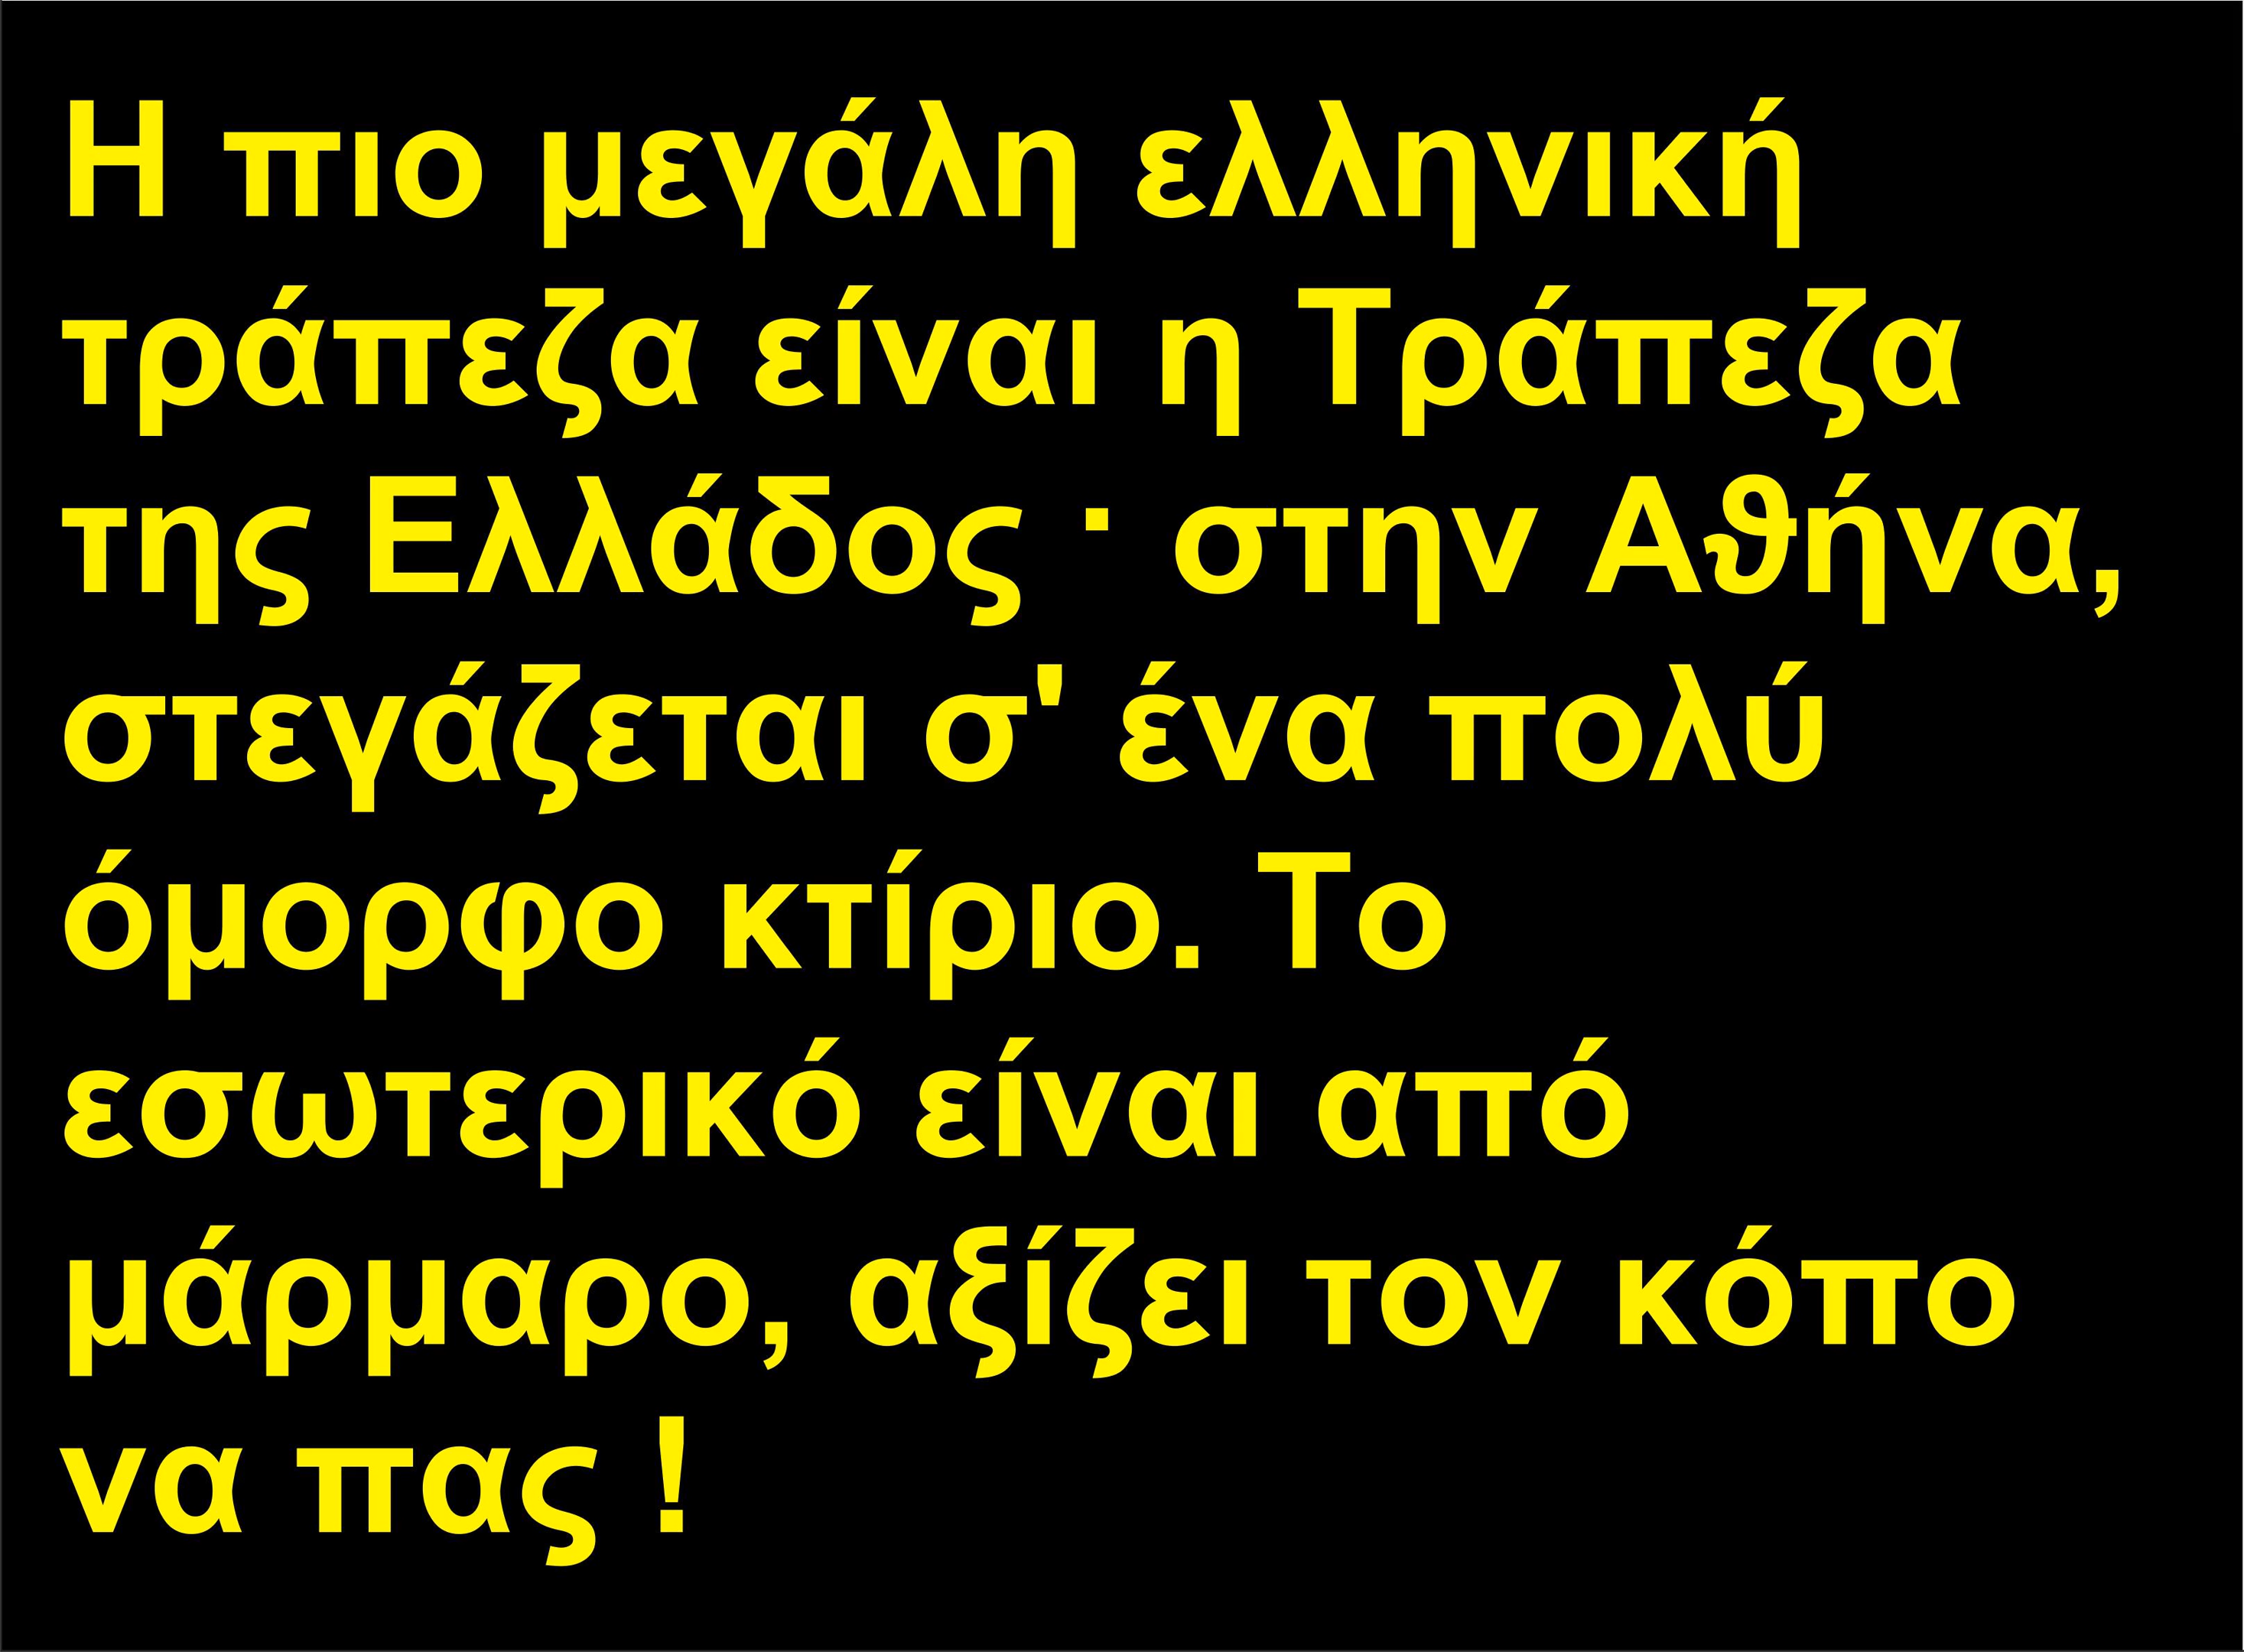 Η πιο μεγάλη ελληνική
τράπεζα είναι η Τράπεζα
της Ελλάδος · στην Αϑήνα,
στεγάζεται σ' ένα πολύ
όμορφο κτίριο. Το
εσωτερικό είναι από
μάρμαρο, αξίζει τον κόπο
να πας !